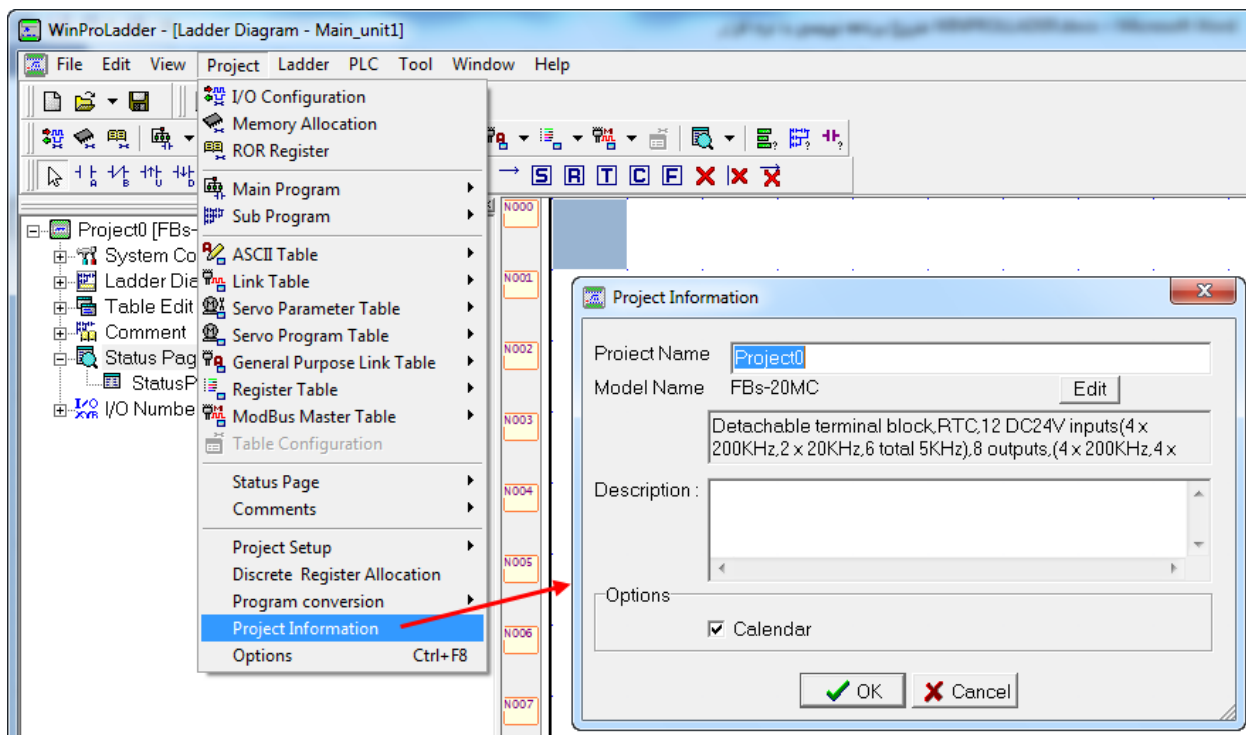 WinProLadder - [Ladder Diagram - Main_unit1]
File Edit View Project Ladder PLC Tool Window Help
I/O Configuration
Memory Allocation
ROR Register
Main Program
Sub Program
ASCII Table
Link Table
Servo Parameter Table
Servo Program Table
General Purpose Link Table
Register Table
ModBus Master Table
Table Configuration
Status Page
Comments
Project Setup
Discrete Register Allocation
Program conversion
Project Information
Options Ctrl+F8
A B U D
S R T C F
Project0 [FBs-
System Co
Ladder Dia
Table Edit
Comment
Status Pag
StatusP
I/O Numbe
N000
N001
N002
N003
N004
N005
N006
N007
Project Information
Project Name Project0
Model Name FBs-20MC Edit
Detachable terminal block,RTC,12 DC24V inputs(4 x
200KHz,2 x 20KHz,6 total 5KHz),8 outputs,(4 x 200KHz,4 x
Description :
Options
Calendar
OK Cancel